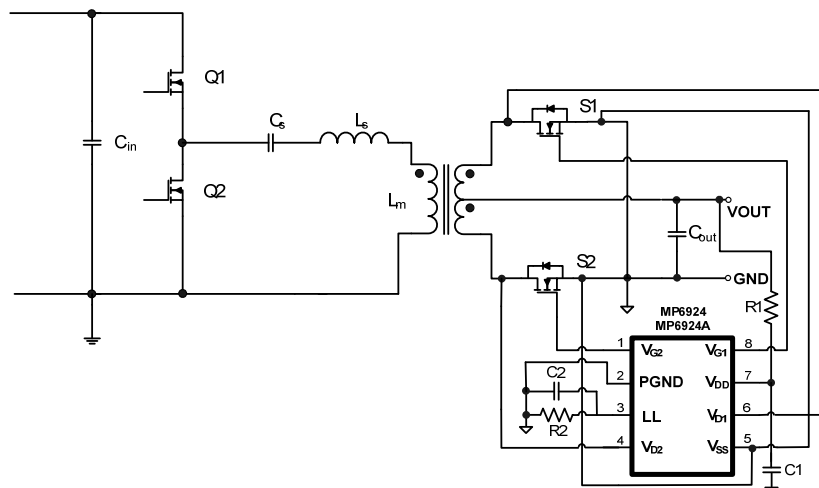 Q1
S1
Cs
Ls
Cin
Q2
Lm
VOUT
Cout
S2
GND
R1
MP6924
MP6924A
1 VG2 VG1 8
C2
2 PGND VDD 7
3 LL VD1 6
R2
4 VD2 VSS 5
C1